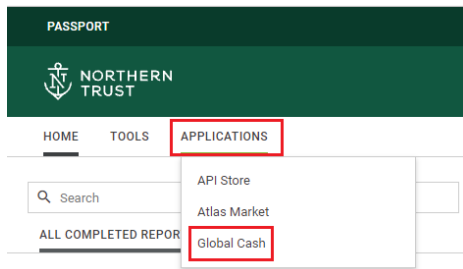 PASSPORT
NORTHERN
TRUST
HOME TOOLS APPLICATIONS
API Store
Search
Atlas Market
ALL COMPLETED REPOR
Global Cash